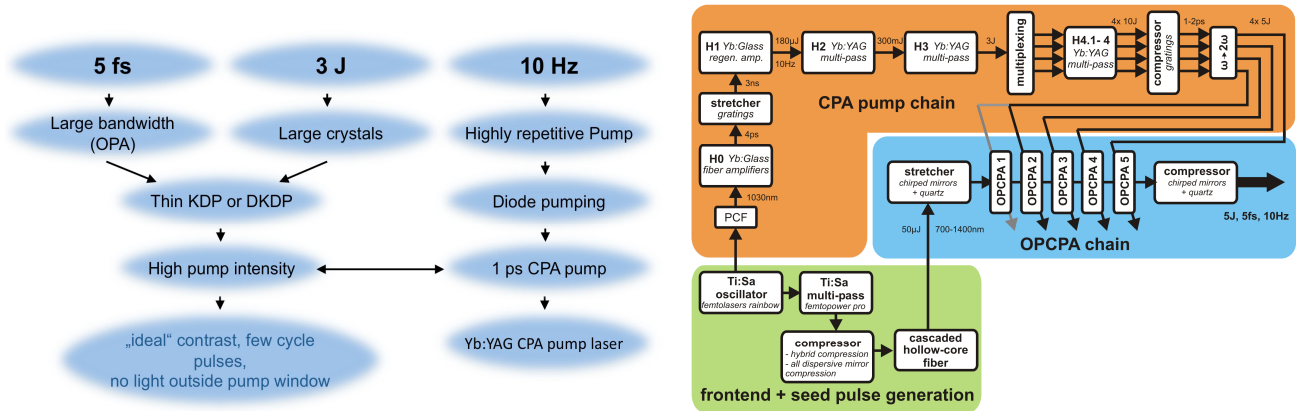 5 fs
3 J
10 Hz
Large bandwidth
(OPA)
Large crystals
Highly repetitive Pump
Thin KDP or DKDP
Diode pumping
High pump intensity
1 ps CPA pump
„ideal“ contrast, few cycle
pulses,
no light outside pump window
Yb:YAG CPA pump laser
H1 Yb:Glass
regen. amp.
180µJ
10Hz
H2 Yb:YAG
multi-pass
300mJ
H3 Yb:YAG
multi-pass
3J
multiplexing
4x 10J
H4.1- 4
Yb:YAG
multi-pass
compressor
gratings
1-2ps
ω➝2ω
4x 5J
3ns
stretcher
gratings
CPA pump chain
4ps
H0 Yb:Glass
fiber amplifiers
1030nm
PCF
stretcher
chirped mirrors
+ quartz
OPCPA 1
OPCPA 2
OPCPA 3
OPCPA 4
OPCPA 5
compressor
chirped mirrors
+ quartz
5J, 5fs, 10Hz
50µJ
700-1400nm
OPCPA chain
Ti:Sa
oscillator
femtolasers rainbow
Ti:Sa
multi-pass
femtopower pro
compressor
- hybrid compression
- all dispersive mirror
compression
cascaded
hollow-core
fiber
frontend + seed pulse generation